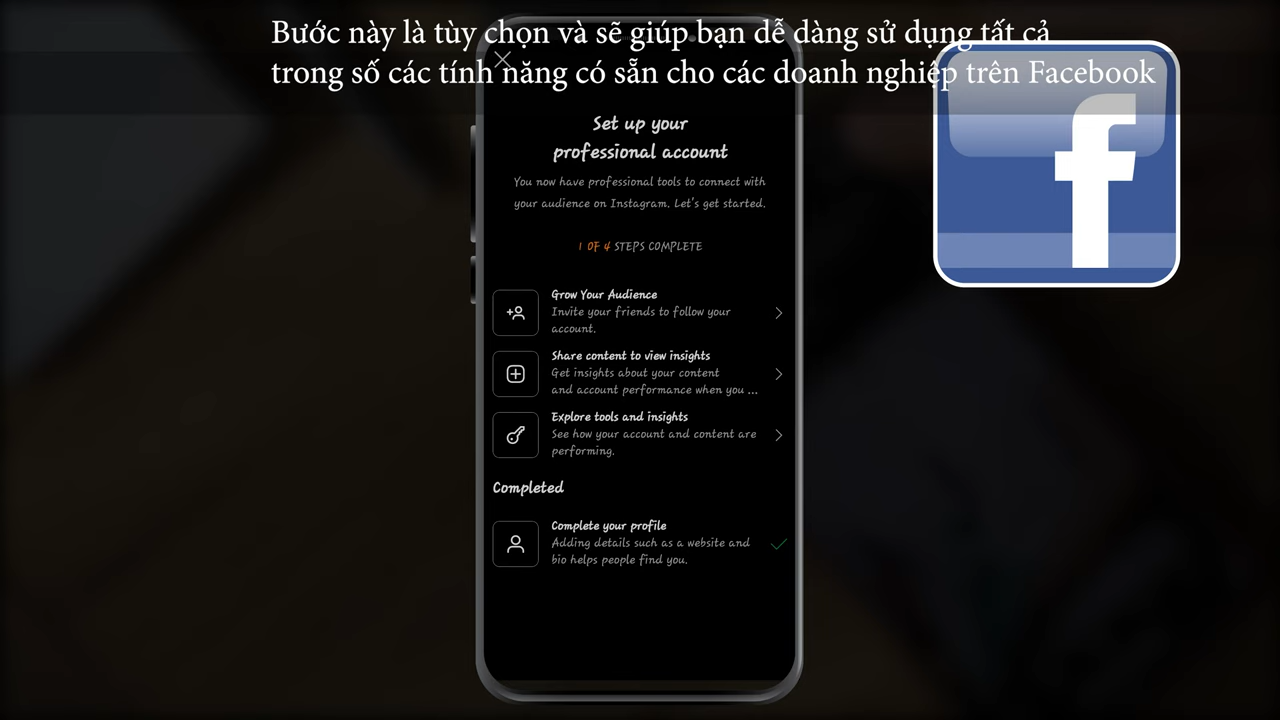 Bước này là tùy chọn và sẽ giúp bạn dễ dàng sử dụng tất cả
trong số các tính năng có sẵn cho các doanh nghiệp trên Facebook
f
Set up your
professional account
You now have professional tools to connect with
your audience on Instagram. Let's get started.
1 OF 4 STEPS COMPLETE
Grow Your Audience
Invite your friends to follow your
account.
Share content to view insights
Get insights about your content
and account performance when you ...
Explore tools and insights
See how your account and content are
performing.
Completed
Complete your profile
Adding details such as a website and
bio helps people find you.